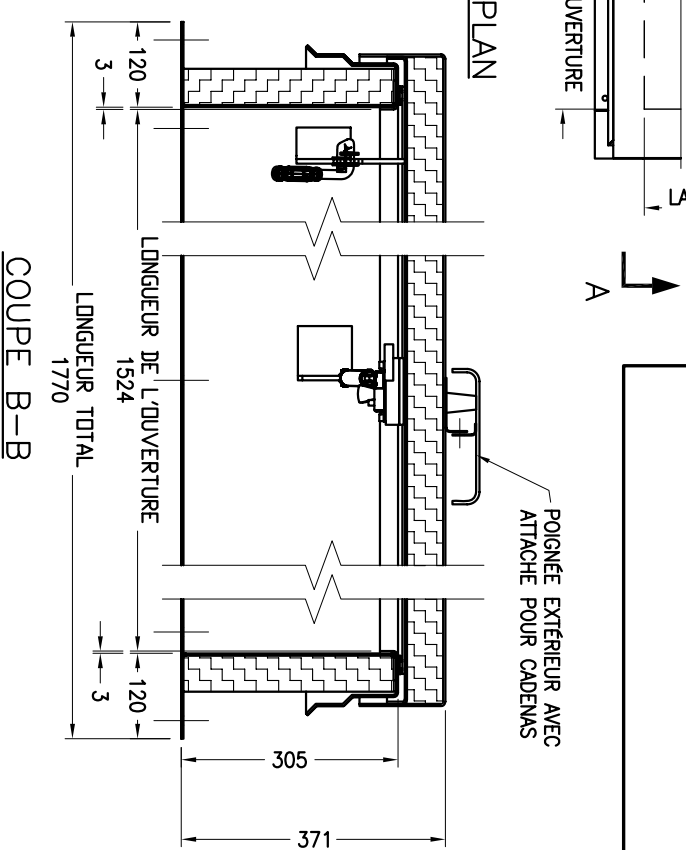 PLAN
OUVERTURE
LA
A
POIGNÉE EXTÉRIEUR AVEC
ATTACHE POUR CADENAS
120
3
LONGUEUR DE L'OUVERTURE
1524
120
3
LONGUEUR TOTAL
1770
305
371
COUPE B-B